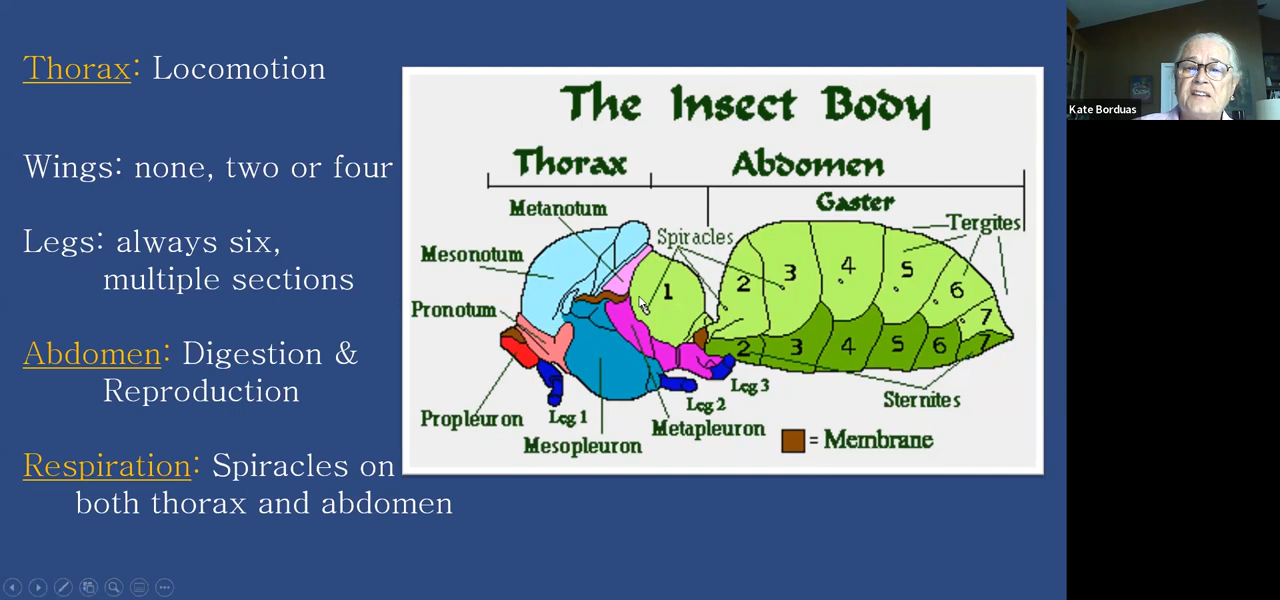 Thorax: Locomotion
Wings: none, two or four
Legs: always six,
multiple sections
Abdomen: Digestion &
Reproduction
Respiration: Spiracles on
both thorax and abdomen
The Insect Body
Thorax
Abdomen
Gaster
Metanotum
Spiracles
Tergites
Mesonotum
Pronotum
1
2
3
4
5
6
7
2
3
4
5
6
7
Propleuron
Leg 1
Mesopleuron
Leg 2
Metapleuron
Leg 3
Sternites
= Membrane
Kate Borduas